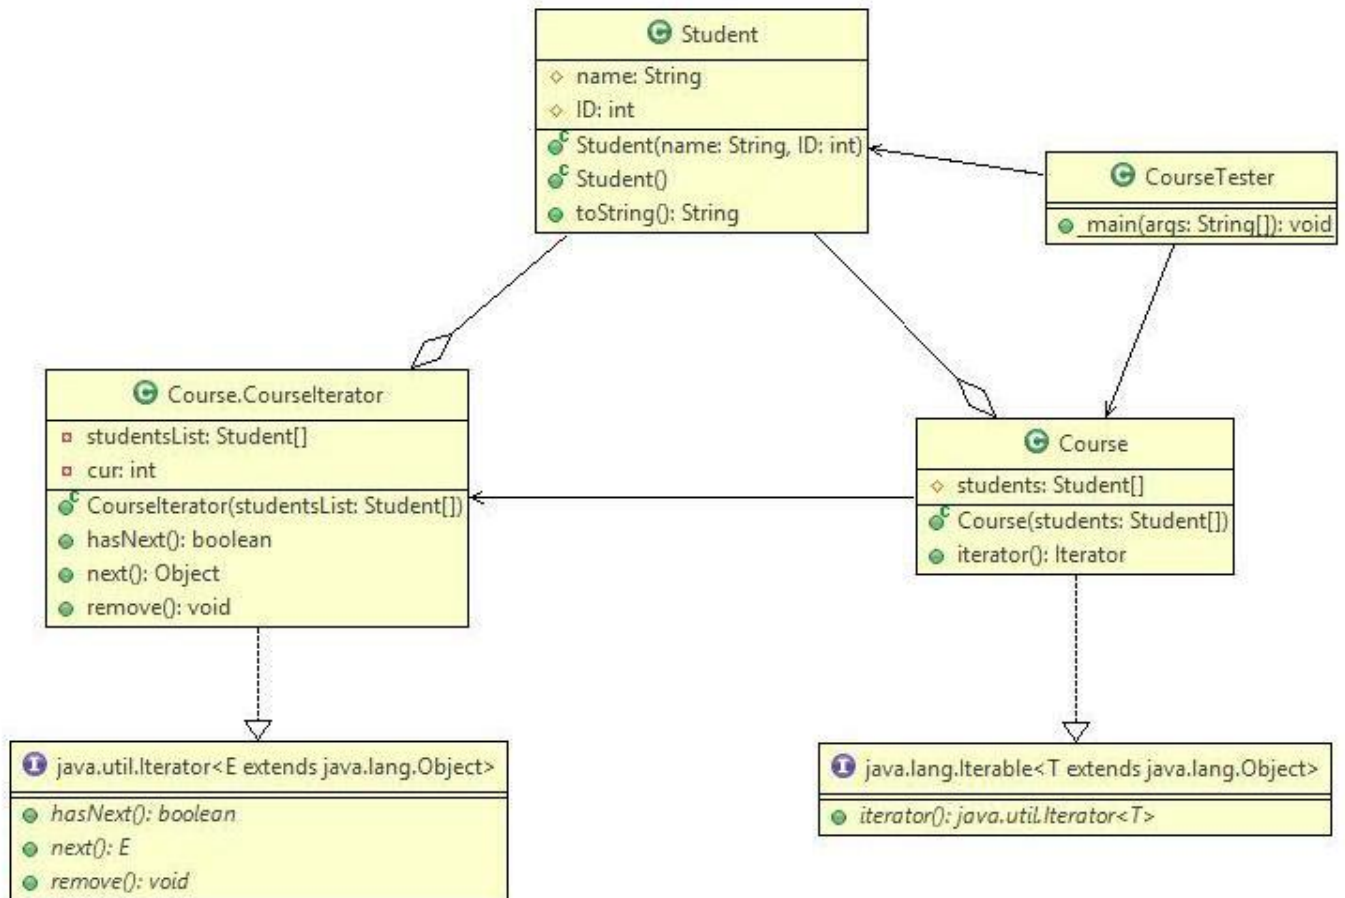 Student
name: String
ID: int
Student(name: String, ID: int)
Student()
toString(): String
CourseTester
main(args: String[]): void
Course.CourseIterator
studentsList: Student[]
cur: int
CourseIterator(studentsList: Student[])
hasNext(): boolean
next(): Object
remove(): void
Course
students: Student[]
Course(students: Student[])
iterator(): Iterator
java.util.Iterator<E extends java.lang.Object>
hasNext(): boolean
next(): E
remove(): void
java.lang.Iterable<T extends java.lang.Object>
iterator(): java.util.Iterator<T>